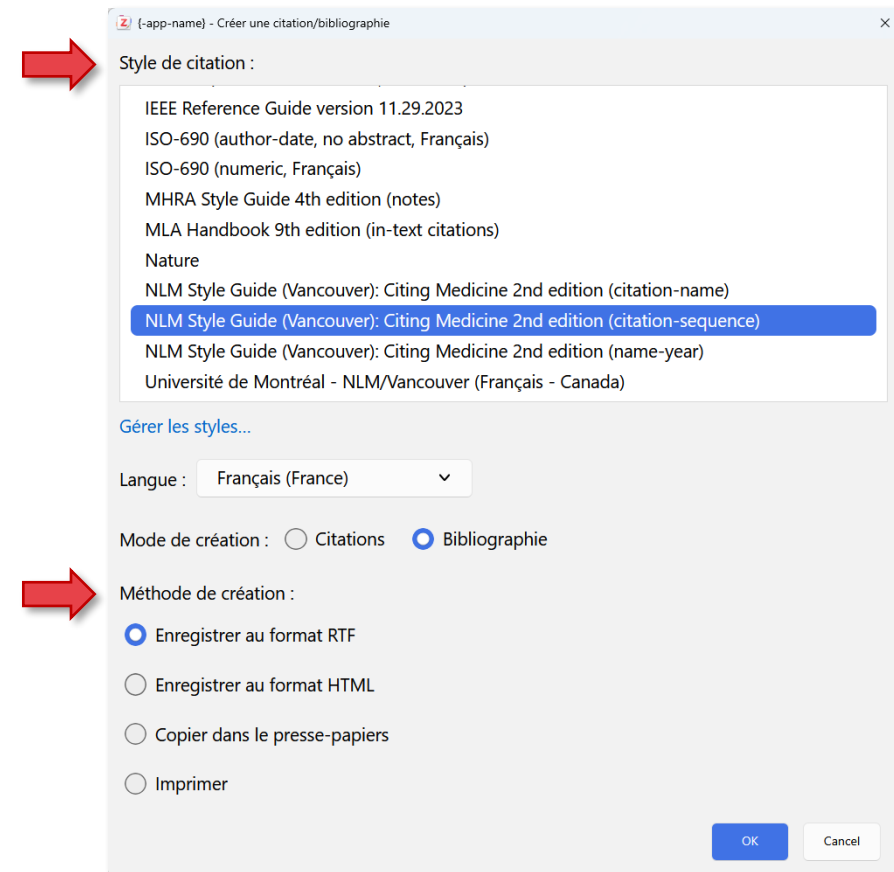 Z {-app-name} - Créer une citation/bibliographie
Style de citation :
IEEE Reference Guide version 11.29.2023
ISO-690 (author-date, no abstract, Français)
ISO-690 (numeric, Français)
MHRA Style Guide 4th edition (notes)
MLA Handbook 9th edition (in-text citations)
Nature
NLM Style Guide (Vancouver): Citing Medicine 2nd edition (citation-name)
NLM Style Guide (Vancouver): Citing Medicine 2nd edition (citation-sequence)
NLM Style Guide (Vancouver): Citing Medicine 2nd edition (name-year)
Université de Montréal - NLM/Vancouver (Français - Canada)
Gérer les styles...
Langue : Français (France)
Mode de création : Citations Bibliographie
Méthode de création :
Enregistrer au format RTF
Enregistrer au format HTML
Copier dans le presse-papiers
Imprimer
OK Cancel